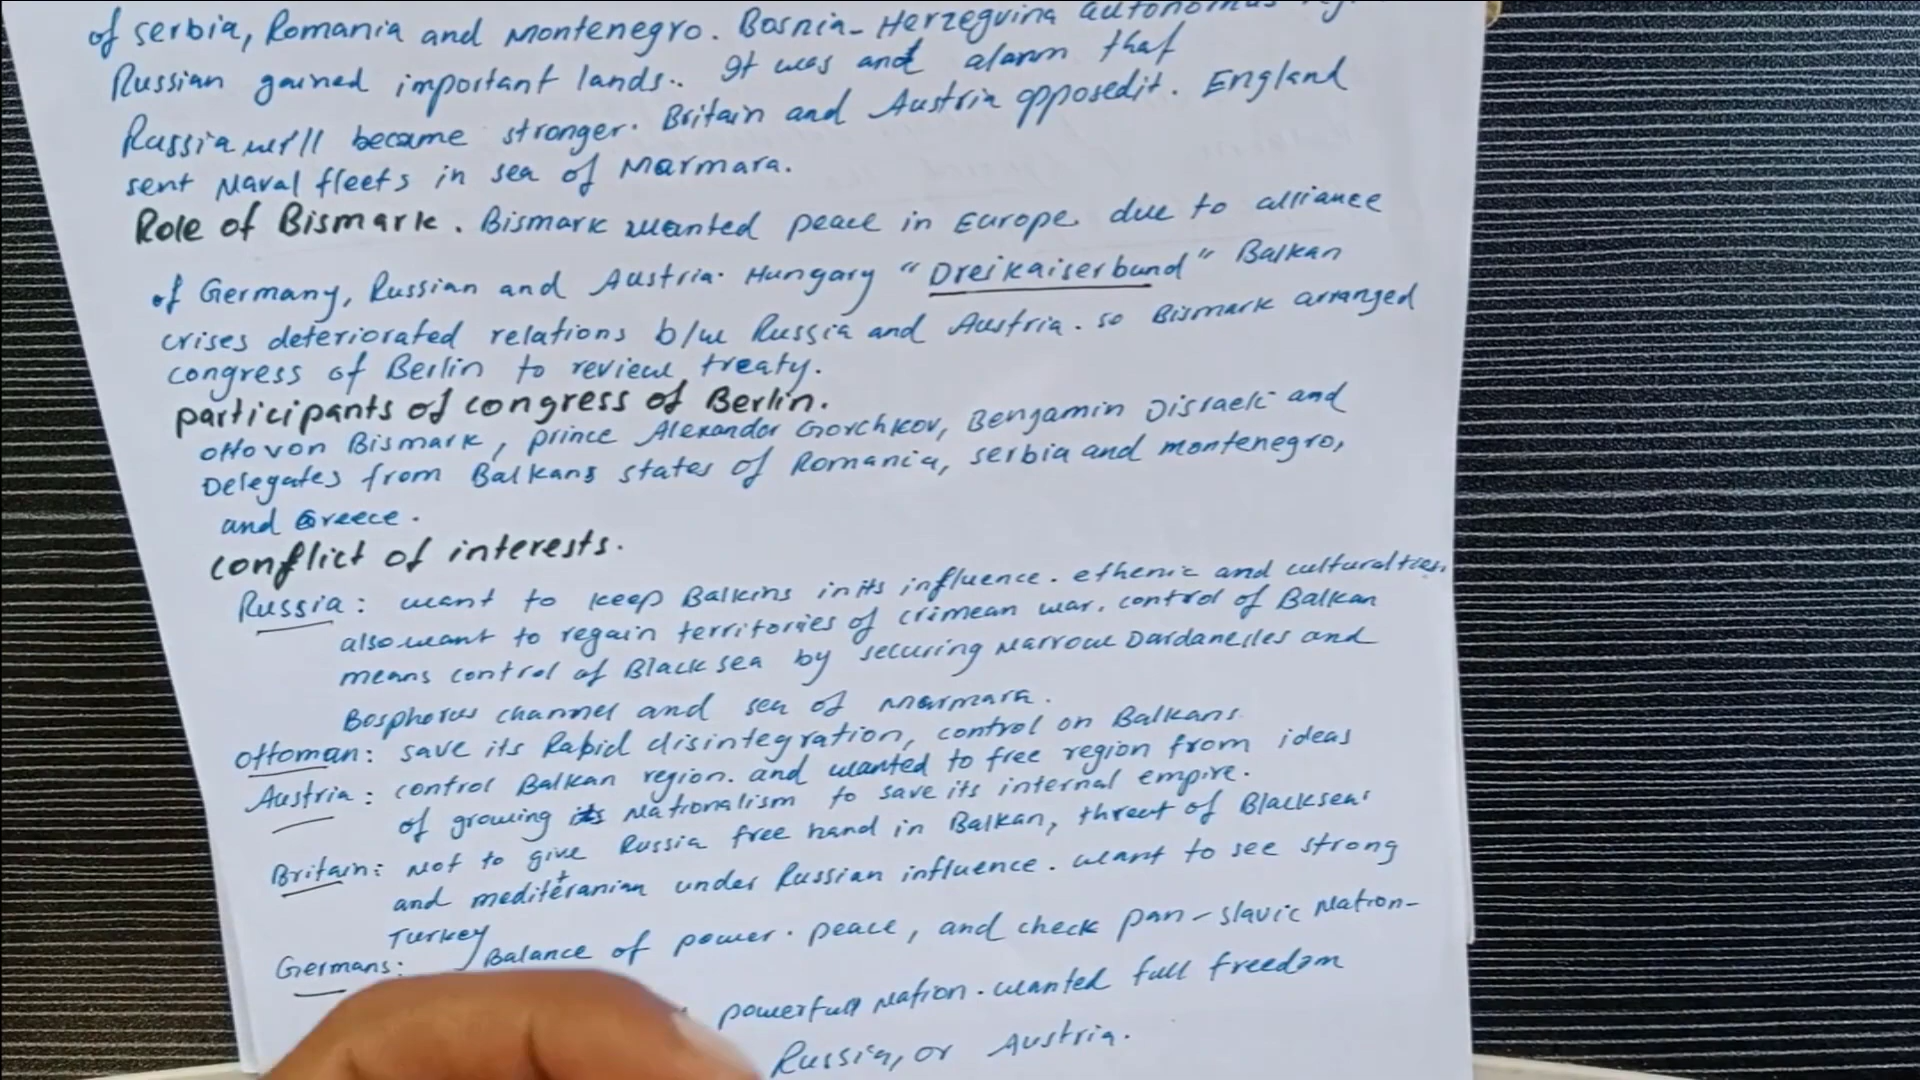 of serbia, Romania and Montenegro. Bosnia-Herzeguina autonomus
Russian gained important lands.. It was and alarm that
Russia will became stronger. Britain and Austria opposedit. England
sent Naval fleets in sea of Marmara.
Role of Bismark. Bismark wanted peace in Europe due to alliance
of Germany, Russian and Austria-Hungary "Dreikaiserbund" Balkan
crises deteriorated relations b/w Russia and Austria. so Bismark arranged
congress of Berlin to review treaty.
participants of congress of Berlin.
otto von Bismark, prince Alexandor Gorchkov, Bengamin Disraeli and
Delegates from Balkans states of Romania, serbia and montenegro,
and Greece.
conflict of interests.
Russia: want to keep Balkins in its influence. ethenic and cultural ties.
also want to regain territories of crimean war. control of Balkan
means control of Black sea by securing narrow Dardanelles and
Bosphorus channel and sea of marmara.
Ottoman: save its Rapid disintegration, control on Balkans.
Austria: control Balkan region. and wanted to free region from ideas
of growing its Nationalism to save its internal empire.
Britain: Not to give Russia free hand in Balkan, threat of Blacksea
and mediteranian under Russian influence. want to see strong
Turkey
Germans: Balance of power. peace, and check pan-slavic Nation-
powerfull Nation. wanted full freedom
Russia, or Austria.